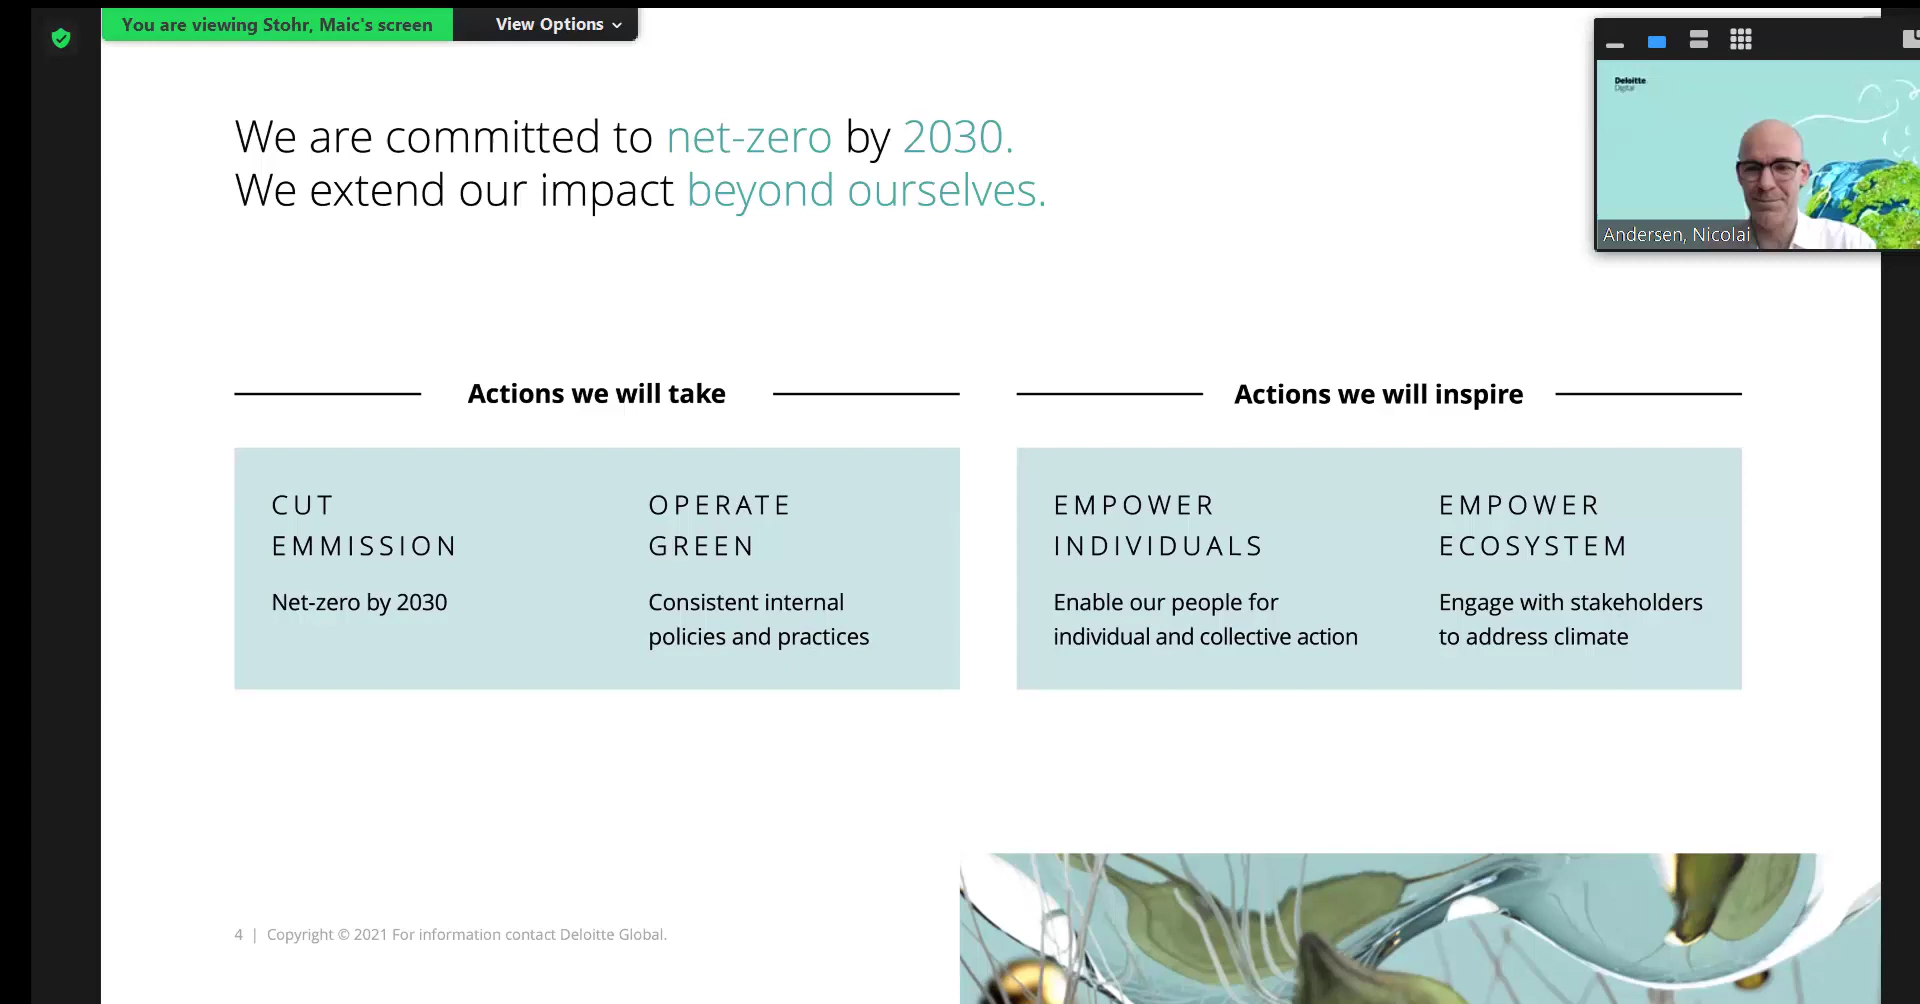 You are viewing Stohr, Maic's screen
View Options
Deloitte
Digital
Andersen, Nicolai
We are committed to net-zero by 2030.
We extend our impact beyond ourselves.
Actions we will take
Actions we will inspire
CUT
EMMISSION
Net-zero by 2030
OPERATE
GREEN
Consistent internal
policies and practices
EMPOWER
INDIVIDUALS
Enable our people for
individual and collective action
EMPOWER
ECOSYSTEM
Engage with stakeholders
to address climate
4 | Copyright © 2021 For information contact Deloitte Global.